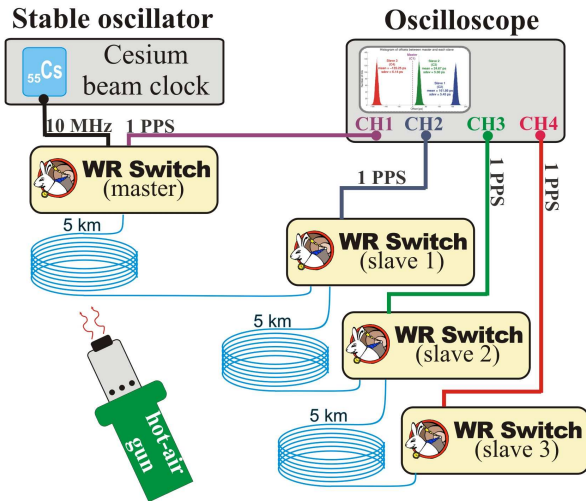 Stable oscillator
55Cs
Cesium
beam clock
Oscilloscope
CH1
CH2
CH3
CH4
10 MHz
1 PPS
WR Switch
(master)
5 km
1 PPS
1 PPS
1 PPS
WR Switch
(slave 1)
5 km
WR Switch
(slave 2)
5 km
WR Switch
(slave 3)
hot-air
gun